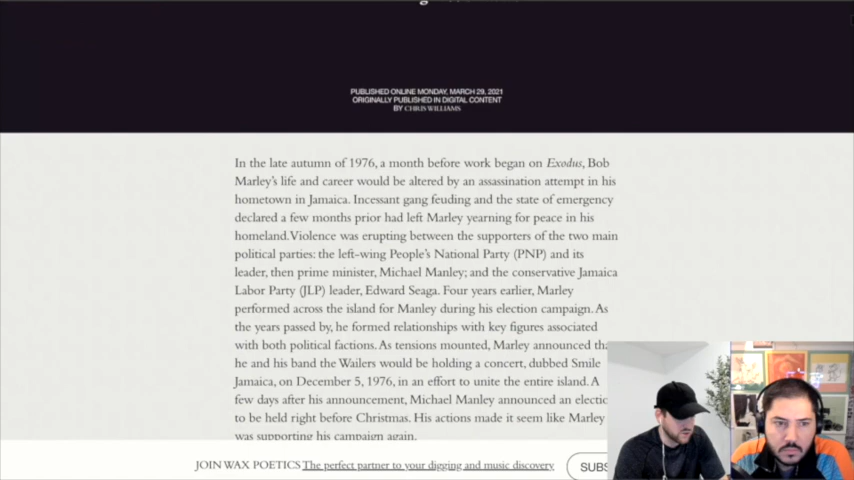 PUBLISHED ONLINE MONDAY, MARCH 29, 2021
ORIGINALLY PUBLISHED IN DIGITAL CONTENT
BY CHRIS WILLIAMS
In the late autumn of 1976, a month before work began on Exodus, Bob
Marley's life and career would be altered by an assassination attempt in his
hometown in Jamaica. Incessant gang feuding and the state of emergency
declared a few months prior had left Marley yearning for peace in his
homeland.Violence was erupting between the supporters of the two main
political parties: the left-wing People's National Party (PNP) and its
leader, then prime minister, Michael Manley; and the conservative Jamaica
Labor Party (JLP) leader, Edward Seaga. Four years earlier, Marley
performed across the island for Manley during his election campaign. As
the years passed by, he formed relationships with key figures associated
with both political factions. As tensions mounted, Marley announced tha
he and his band the Wailers would be holding a concert, dubbed Smile
Jamaica, on December 5, 1976, in an effort to unite the entire island. A
few days after his announcement, Michael Manley announced an electio
to be held right before Christmas. His actions made it seem like Marley
was supporting his campaign again.
JOIN WAX POETICS The perfect partner to your digging and music discovery
SUBS